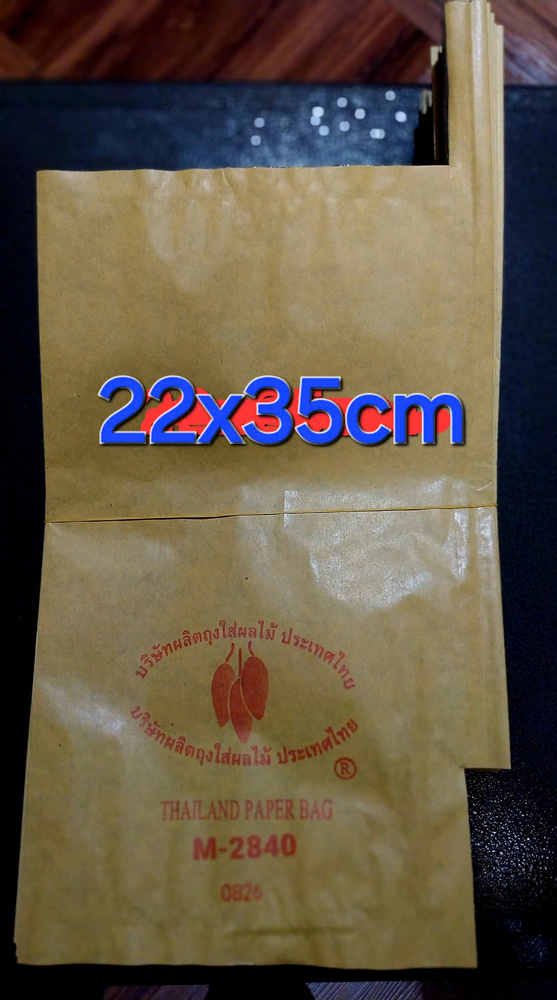 22x35cm
บริษัทผลิตถุงใส่ผลไม้ ประเทศไทย
บริษัทผลิตถุงใส่ผลไม้ ประเทศไทย
®
THAILAND PAPER BAG
M-2840
0826